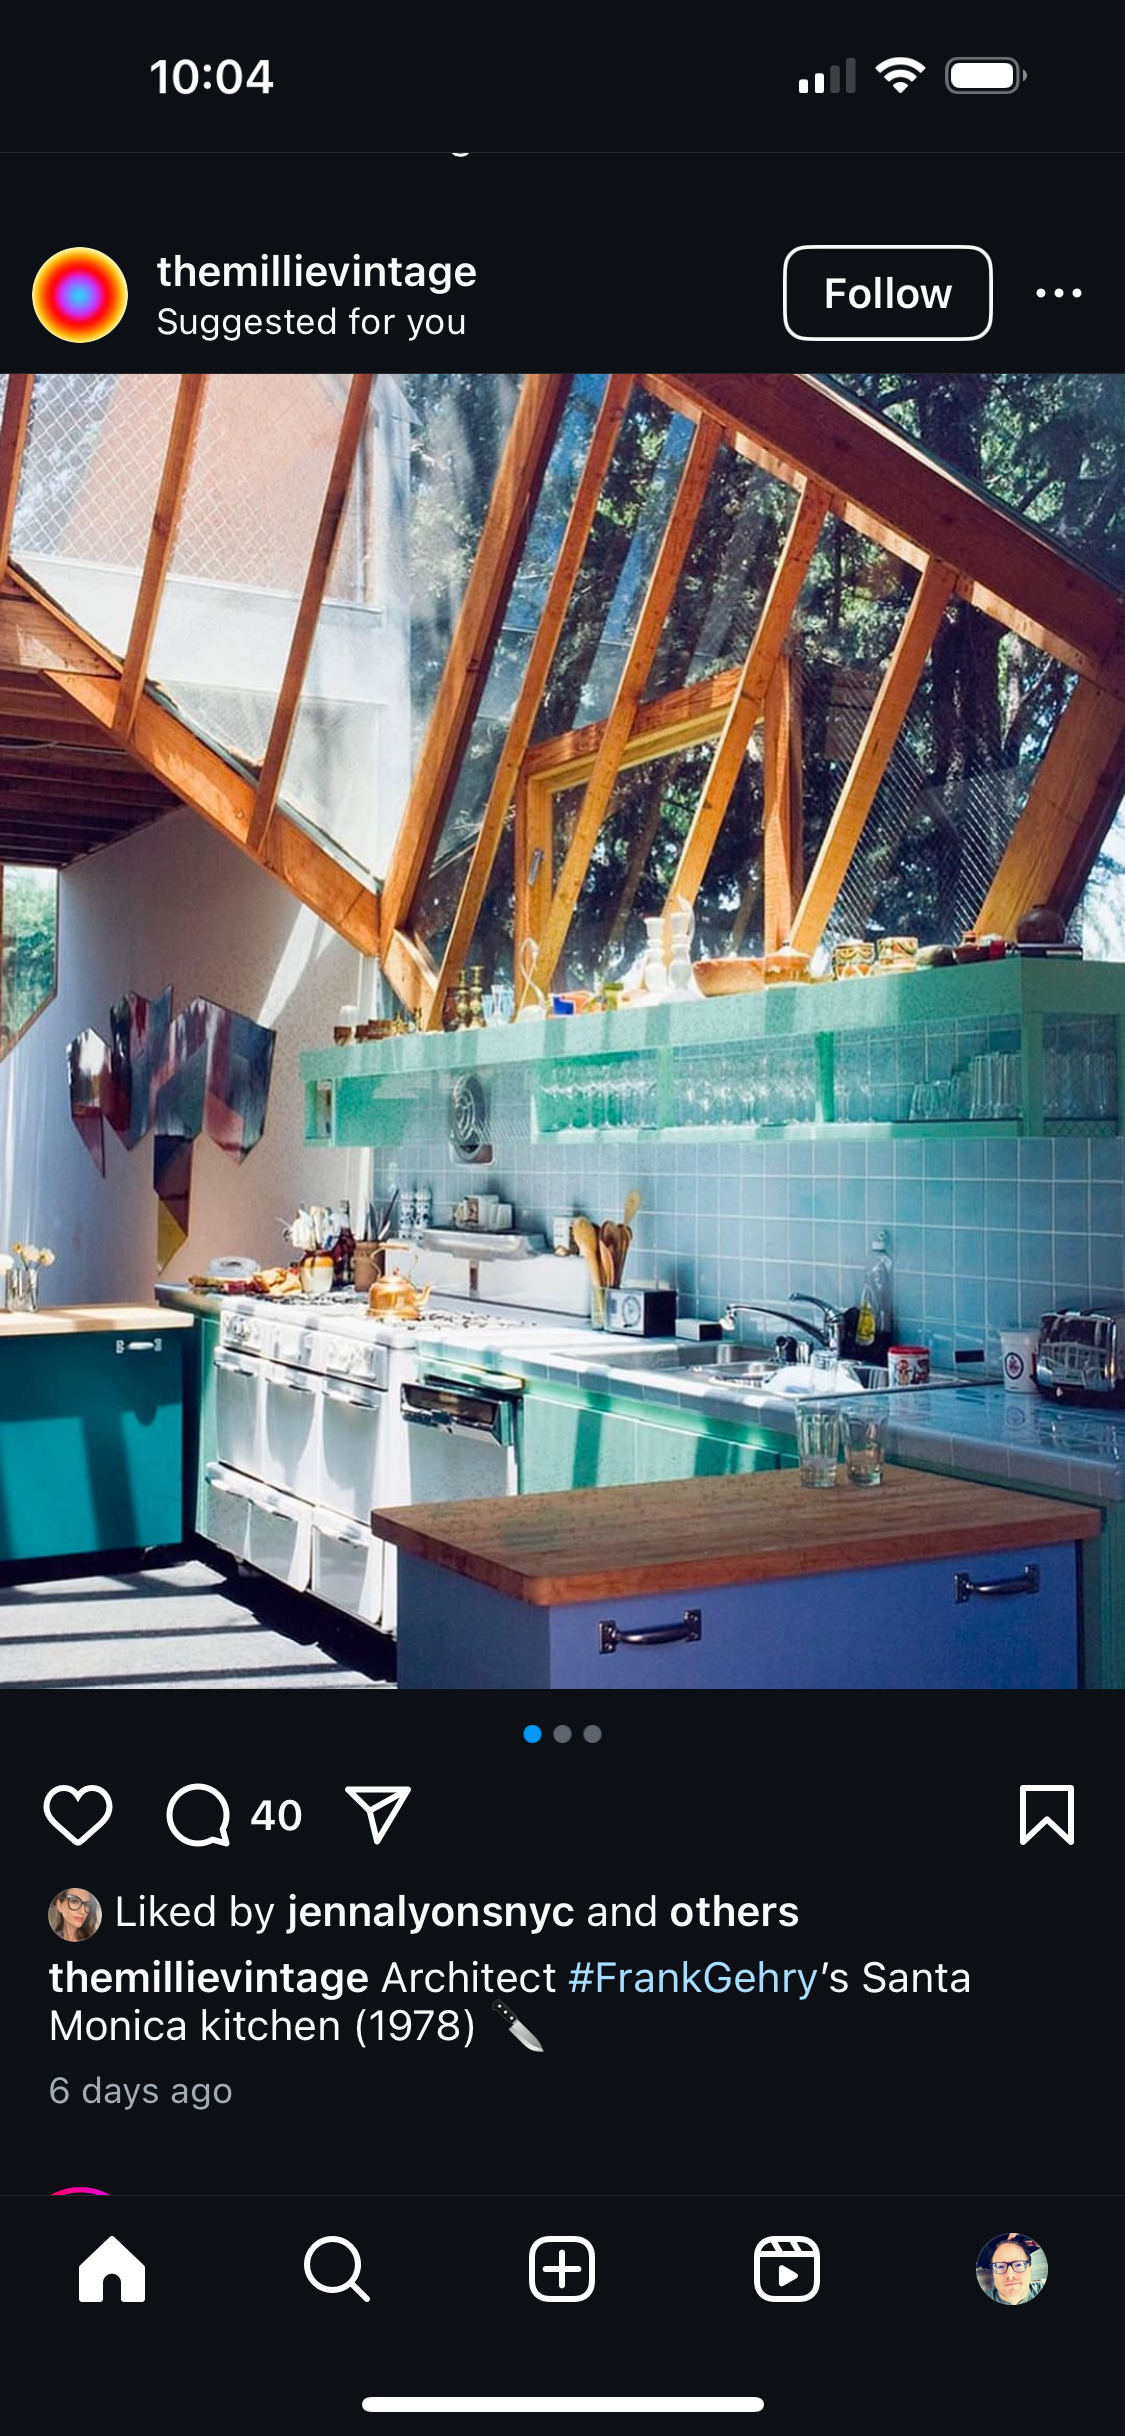 10:04
themillievintage
Suggested for you
Follow
40
Liked by jennalyonsnyc and others
themillievintage Architect #FrankGehry’s Santa
Monica kitchen (1978) 🔪
6 days ago